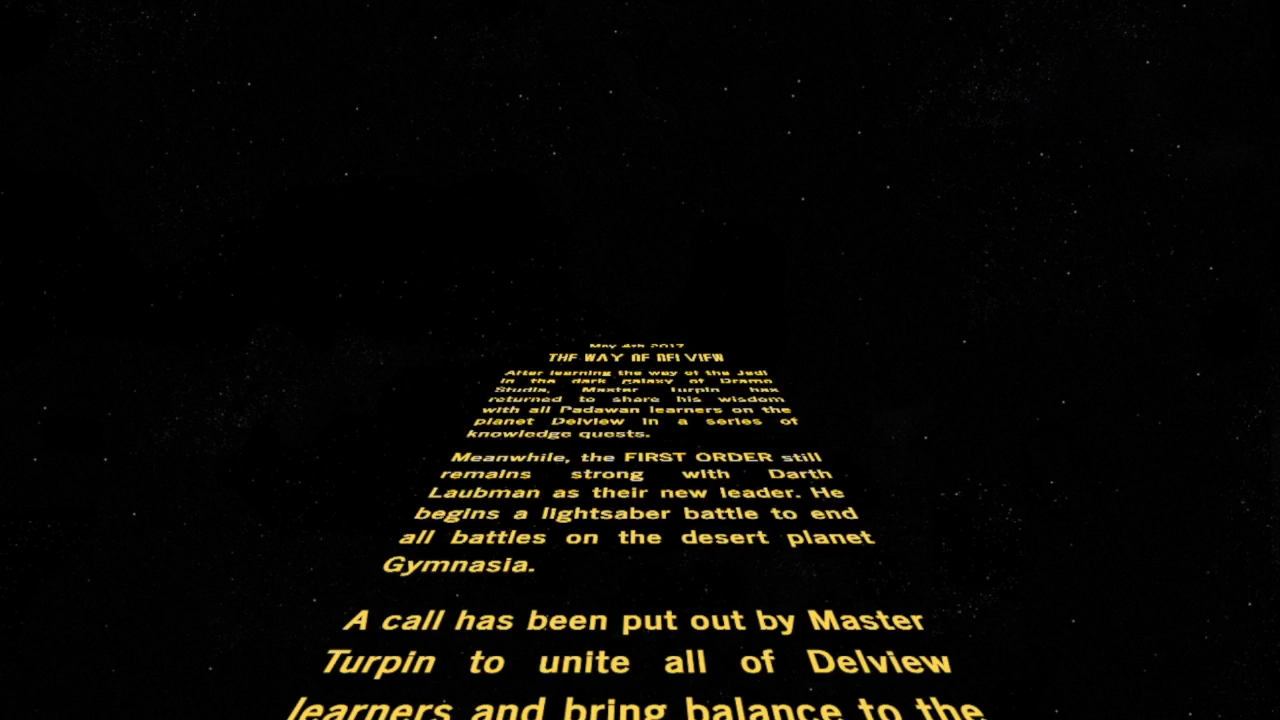 May 4th 2017
THE WAY OF DELVIEW
After learning the way of the Jedi
in the dark galaxy of Drama
Studia, Master Turpin has
returned to share his wisdom
with all Padawan learners on the
planet Delview in a series of
knowledge quests.
Meanwhile, the FIRST ORDER still
remains strong with Darth
Laubman as their new leader. He
begins a lightsaber battle to end
all battles on the desert planet
Gymnasia.
A call has been put out by Master
Turpin to unite all of Delview
learners and bring balance to the